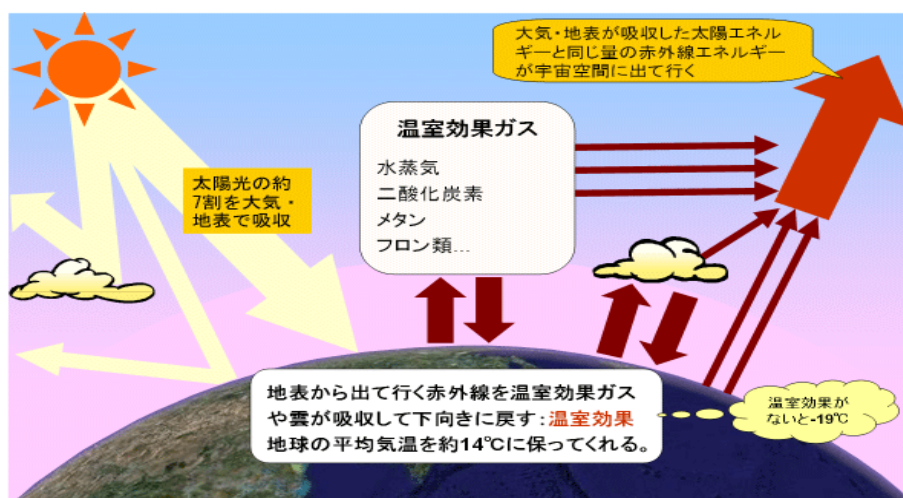 大気・地表が吸収した太陽エネル
ギーと同じ量の赤外線エネルギー
が宇宙空間に出て行く
温室効果ガス
水蒸気
二酸化炭素
メタン
フロン類…
太陽光の約
7割を大気・
地表で吸収
地表から出て行く赤外線を温室効果ガス
や雲が吸収して下向きに戻す：温室効果
地球の平均気温を約14℃に保ってくれる。
温室効果が
ないと-19℃